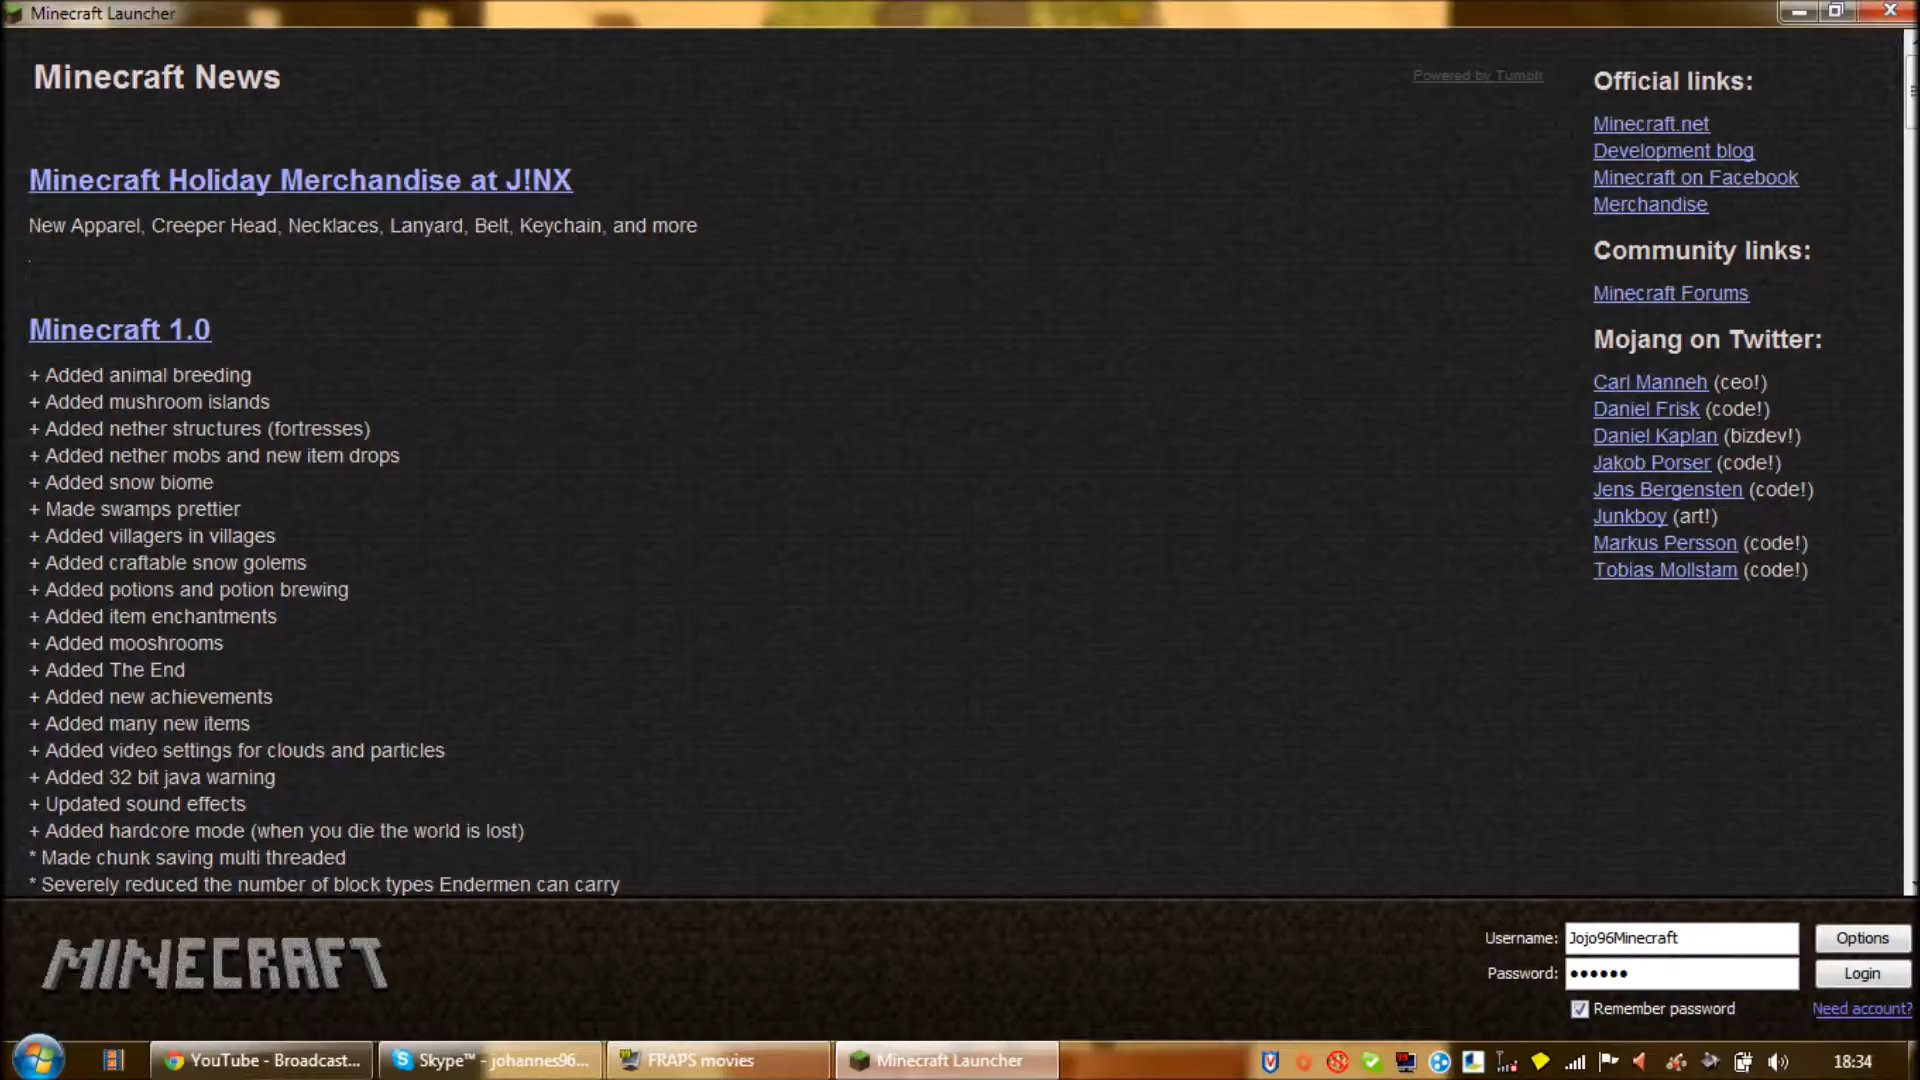 Minecraft Launcher
Minecraft News
Powered by Tumblr
Minecraft Holiday Merchandise at J!NX
New Apparel, Creeper Head, Necklaces, Lanyard, Belt, Keychain, and more
.
Minecraft 1.0
+ Added animal breeding
+ Added mushroom islands
+ Added nether structures (fortresses)
+ Added nether mobs and new item drops
+ Added snow biome
+ Made swamps prettier
+ Added villagers in villages
+ Added craftable snow golems
+ Added potions and potion brewing
+ Added item enchantments
+ Added mooshrooms
+ Added The End
+ Added new achievements
+ Added many new items
+ Added video settings for clouds and particles
+ Added 32 bit java warning
+ Updated sound effects
+ Added hardcore mode (when you die the world is lost)
* Made chunk saving multi threaded
* Severely reduced the number of block types Endermen can carry
Official links:
Minecraft.net
Development blog
Minecraft on Facebook
Merchandise
Community links:
Minecraft Forums
Mojang on Twitter:
Carl Manneh (ceo!)
Daniel Frisk (code!)
Daniel Kaplan (bizdev!)
Jakob Porser (code!)
Jens Bergensten (code!)
Junkboy (art!)
Markus Persson (code!)
Tobias Mollstam (code!)
MINECRAFT
Username: Jojo96Minecraft Options
Password: •••••• Login
Remember password Need account?
YouTube - Broadcast... Skype™ - johannes96... FRAPS movies Minecraft Launcher 18:34